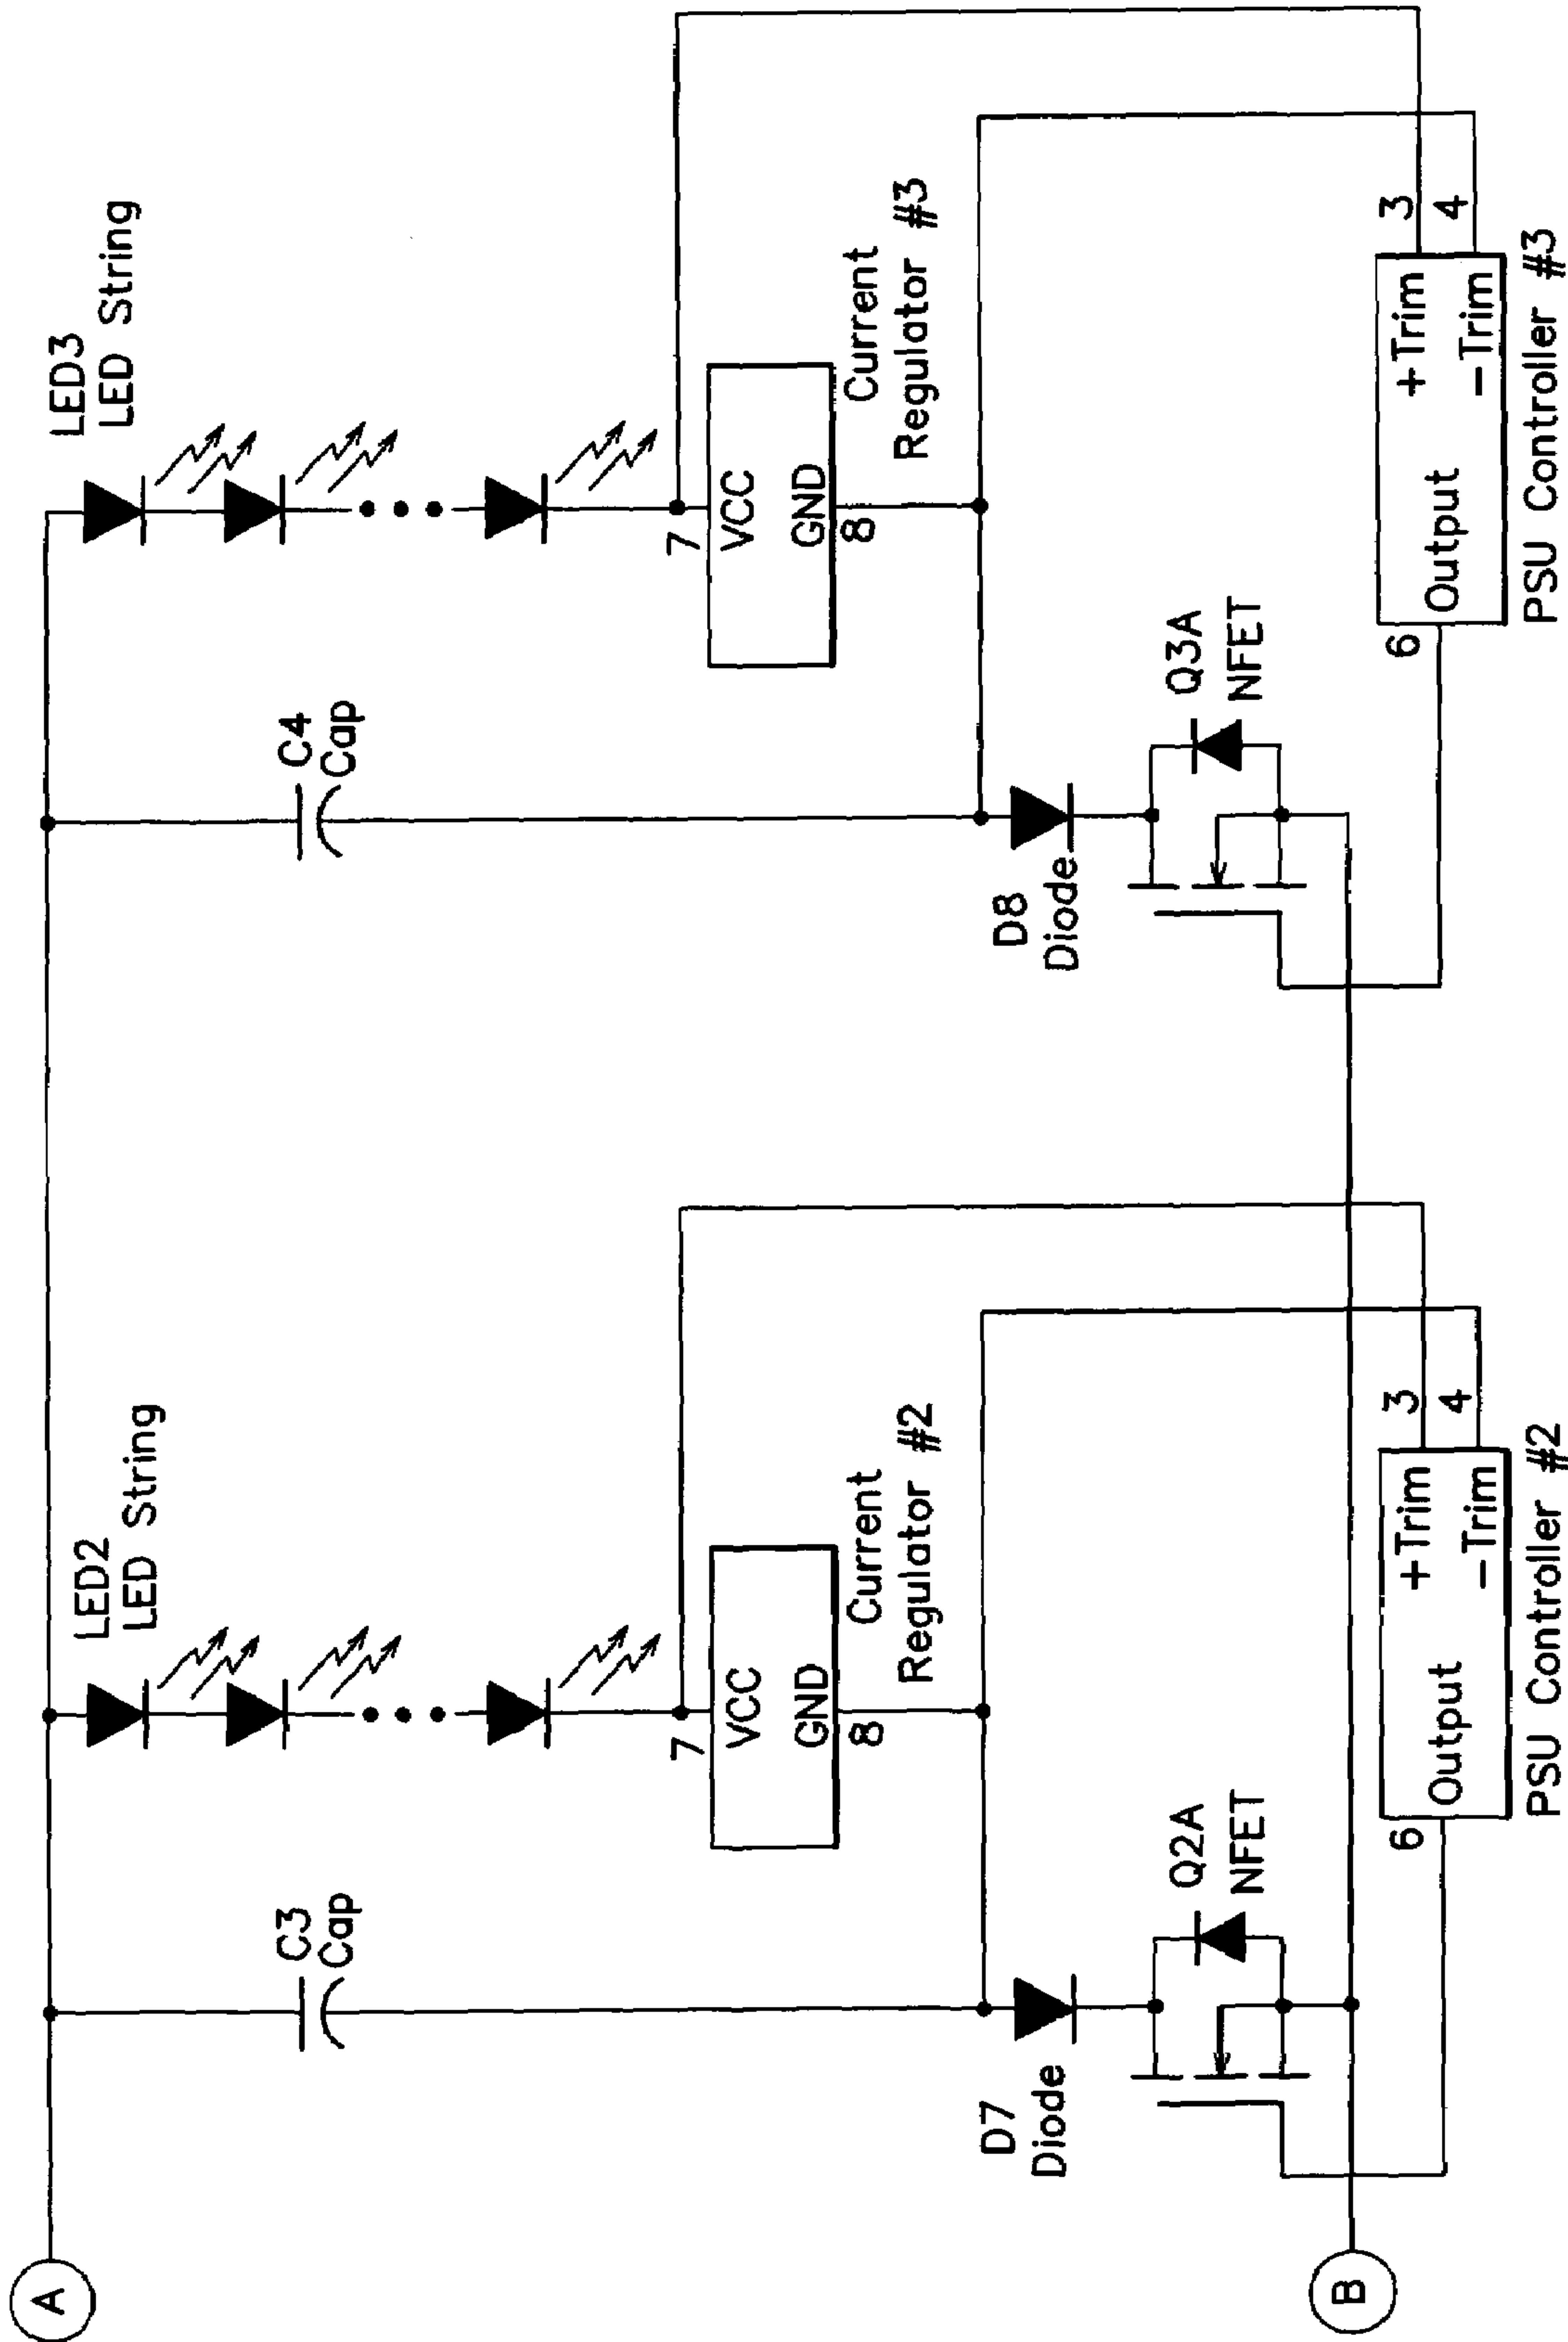 A
B
C3
Cap
LED2
LED String
7
VCC
GND
8
Current
Regulator #2
D7
Diode
Q2A
NFET
6
Output
+Trim
-Trim
3
4
PSU Controller #2
C4
Cap
LED3
LED String
7
VCC
GND
8
Current
Regulator #3
D8
Diode
Q3A
NFET
6
Output
+Trim
-Trim
3
4
PSU Controller #3